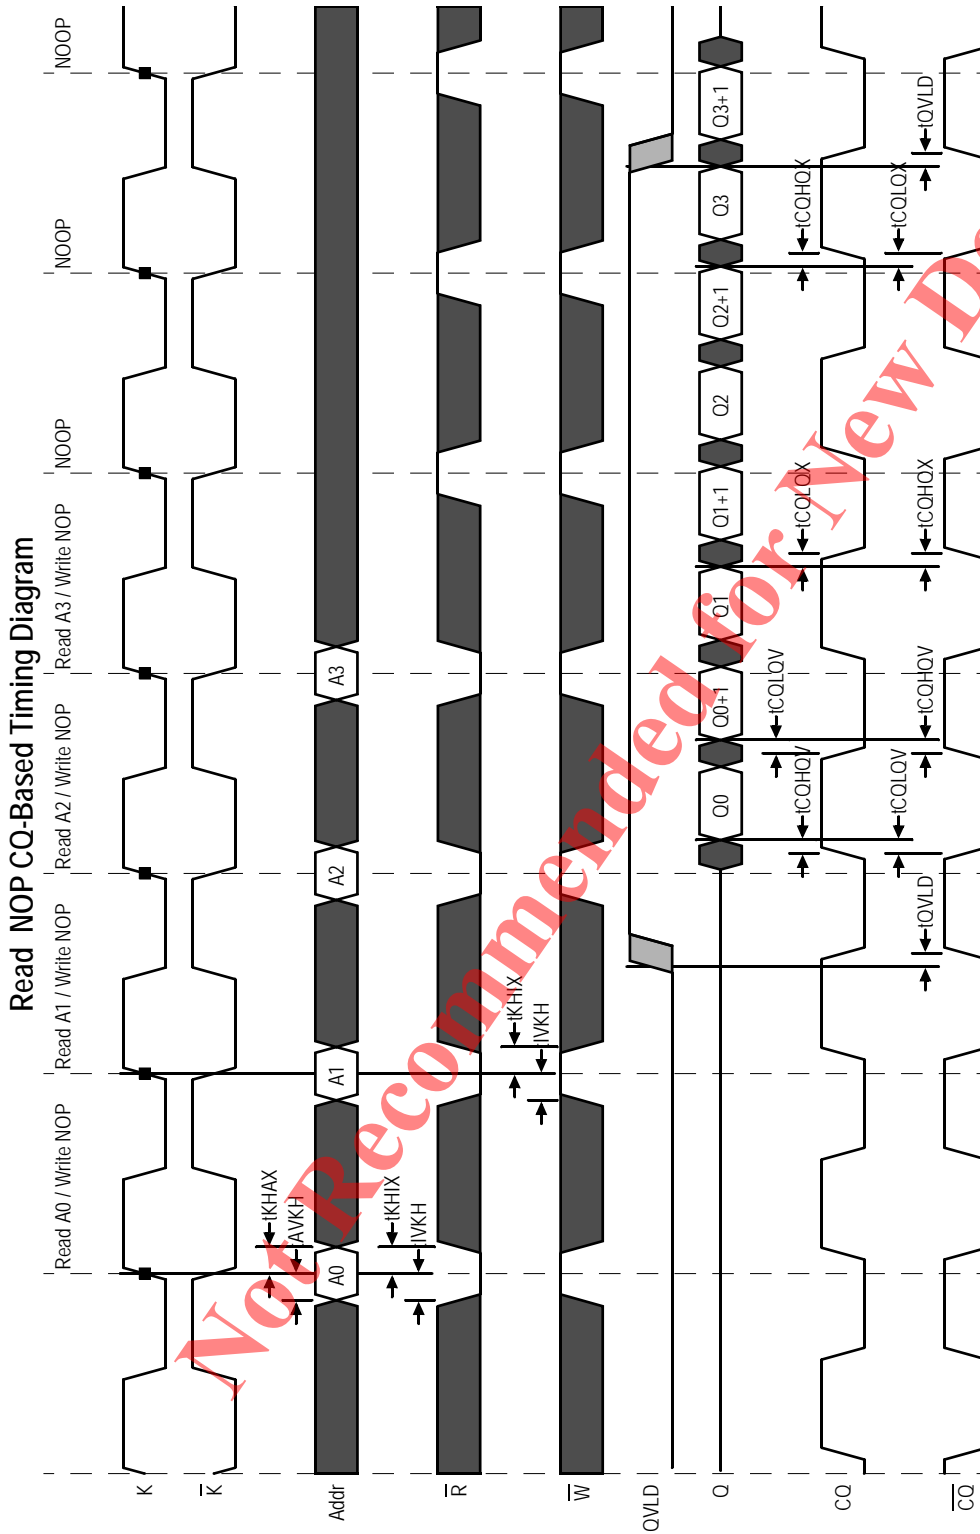 Read NOP CQ-Based Timing Diagram
Read A0 / Write NOP
Read A1 / Write NOP
Read A2 / Write NOP
Read A3 / Write NOP
NOOP
NOOP
NOOP
K
K
tKHAX
tAVKH
Addr
A0
A1
A2
A3
tKHIX
tIVKH
R
tKHIX
tIVKH
W
QVLD
Q
Q0
Q0+1
Q1
Q1+1
Q2
Q2+1
Q3
Q3+1
tCQLQV
tCQHQV
tCQLQX
tCQHQX
CQ
tCQLQV
tCQLQX
tQVLD
tCQHQV
tCQHQX
tQVLD
CQ
Not Recommended for New